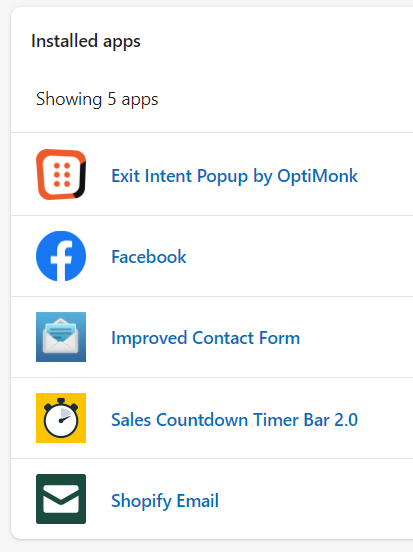 Installed apps
Showing 5 apps
Exit Intent Popup by OptiMonk
Facebook
Improved Contact Form
Sales Countdown Timer Bar 2.0
Shopify Email